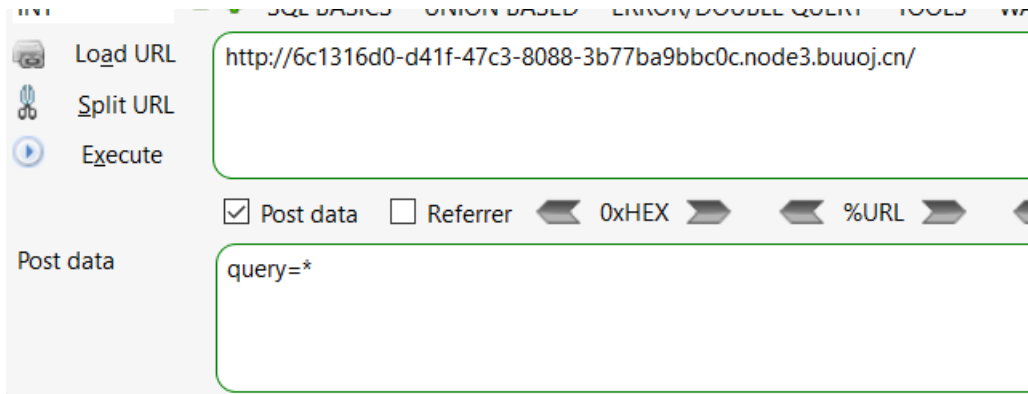 INT SQL BASICS UNION BASED ERROR/DOUBLE QUERY TOOLS
Load URL
http://6c1316d0-d41f-47c3-8088-3b77ba9bbc0c.node3.buuoj.cn/
Split URL
Execute
Post data Referrer 0xHEX %URL
Post data
query=*